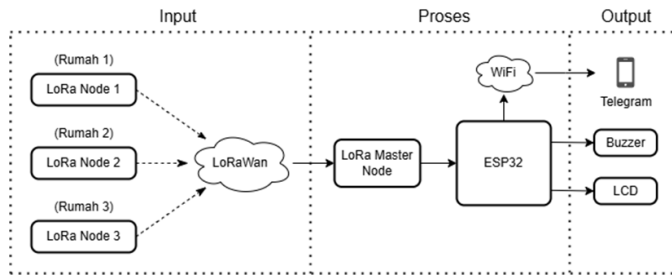 Input
Proses
Output
(Rumah 1)
LoRa Node 1
(Rumah 2)
LoRa Node 2
(Rumah 3)
LoRa Node 3
LoRaWan
LoRa Master
Node
WiFi
ESP32
Telegram
Buzzer
LCD